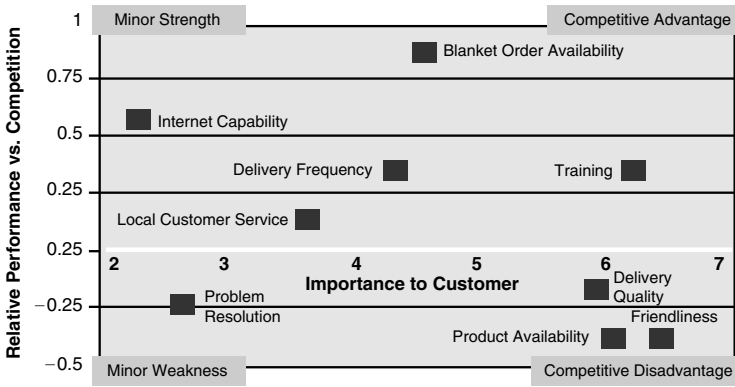 1
Minor Strength
Competitive Advantage
Blanket Order Availability
0.75
Internet Capability
0.5
Delivery Frequency
Training
0.25
Local Customer Service
0.25
2 3 4 5 6 7
Importance to Customer
Delivery
Quality
−0.25
Problem
Resolution
Friendliness
Product Availability
−0.5
Minor Weakness
Competitive Disadvantage
Relative Performance vs. Competition